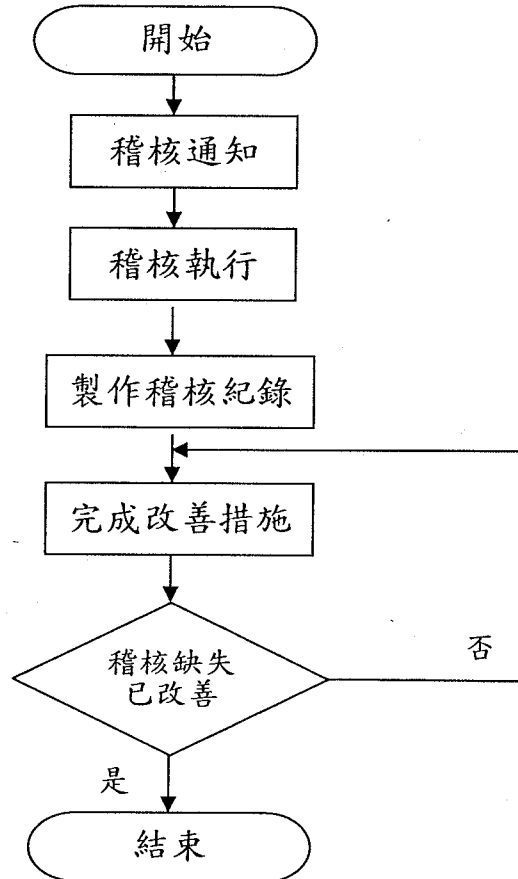 開始
稽核通知
稽核執行
製作稽核紀錄
完成改善措施
稽核缺失
已改善
否
是
結束